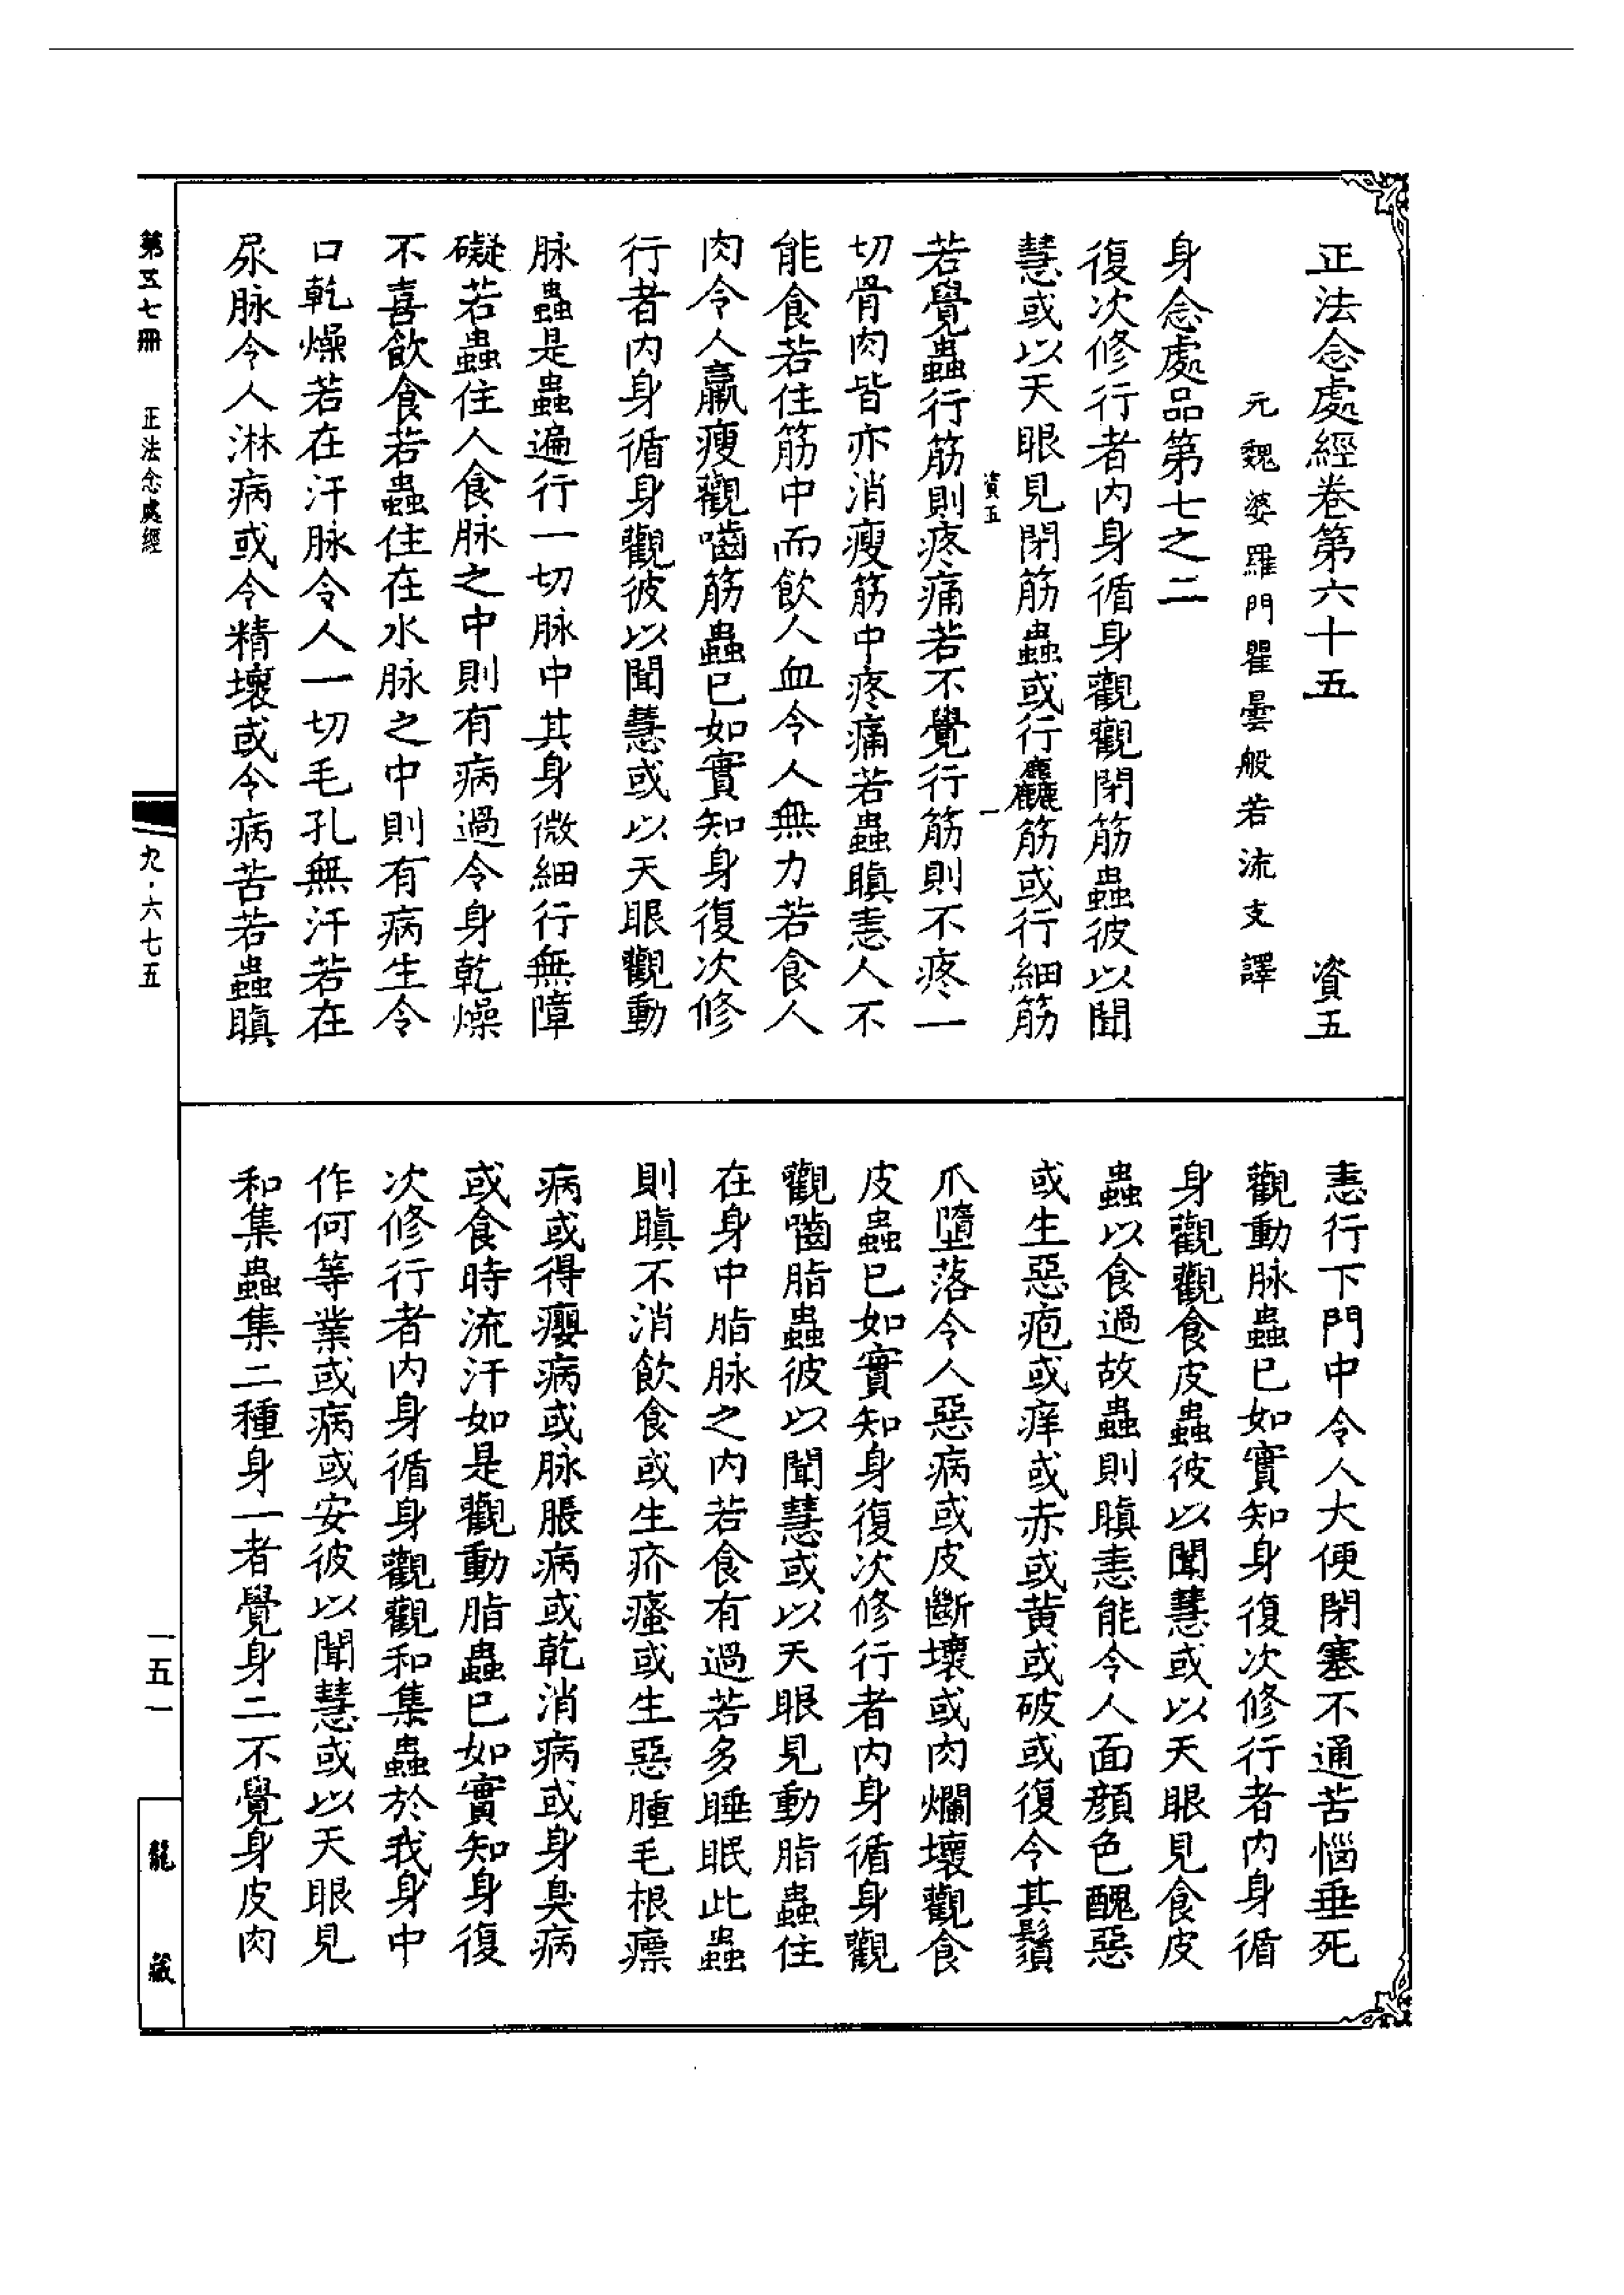 正法念處經卷第六十五 資五
元魏婆羅門瞿曇般若流支譯
身念處品第七之二
復次修行者內身循身觀觀閉筋蟲彼以聞
慧或以天眼見閉筋蟲或行麤筋或行細筋
資五 一
若覺蟲行筋則疼痛若不覺行筋則不疼一
切骨肉皆亦消瘦筋中疼痛若蟲瞋恚人不
能食若住筋中而飲人血令人無力若食人
肉令人羸瘦觀嚙筋蟲已如實知身復次修
行者內身循身觀彼以聞慧或以天眼觀動
脉蟲是蟲遍行一切脉中其身微細行無障
礙若蟲住人食脉之中則有病過令身乾燥
不喜飲食若蟲住在水脉之中則有病生令
口乾燥若在汗脉令人一切毛孔無汗若在
尿脉令人淋病或令精壞或令病苦若蟲瞋
恚行下門中令人大便閉塞不通苦惱垂死
觀動脉蟲已如實知身復次修行者內身循
身觀觀食皮蟲彼以聞慧或以天眼見食皮
蟲以食過故蟲則瞋恚能令人面顏色醜惡
或生惡疱或痒或赤或黃或破或復令其鬚
爪墮落令人惡病或皮斷壞或肉爛壞觀食
皮蟲已如實知身復次修行者內身循身觀
觀嚙脂蟲彼以聞慧或以天眼見動脂蟲住
在身中脂脉之內若食有過若多睡眠此蟲
則瞋不消飲食或生疥瘙或生惡腫毛根瘭
病或得癭病或脉脹病或乾消病或身臭病
或食時流汗如是觀動脂蟲已如實知身復
次修行者內身循身觀觀和集蟲於我身中
作何等業或病或安彼以聞慧或以天眼見
和集蟲集二種身一者覺身二不覺身皮肉
第五七冊 正法念處經
九·六七五
一五一
龍藏